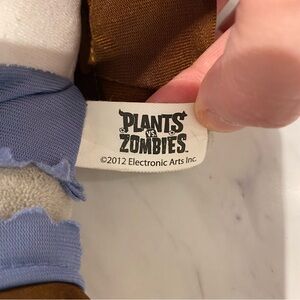 PLANTS
VS.
ZOMBIES
©2012 Electronic Arts Inc.